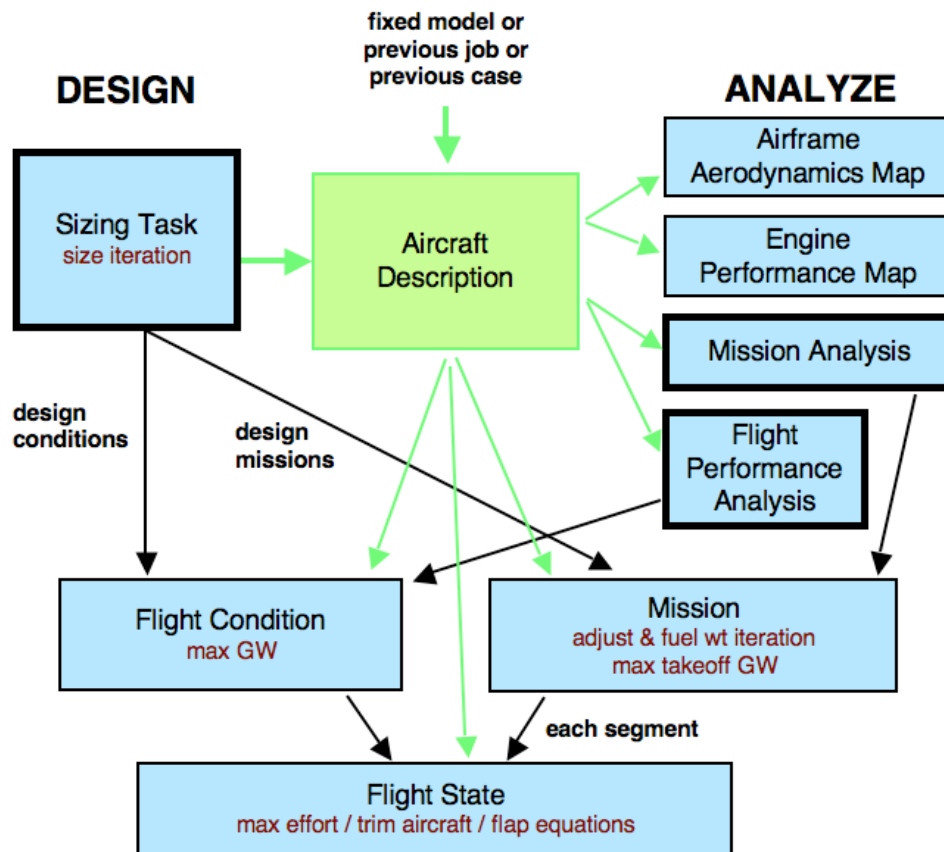 fixed model or
previous job or
previous case
DESIGN
ANALYZE
Sizing Task
size iteration
Aircraft
Description
Airframe
Aerodynamics Map
Engine
Performance Map
Mission Analysis
Flight
Performance
Analysis
design
conditions
design
missions
Flight Condition
max GW
Mission
adjust & fuel wt iteration
max takeoff GW
each segment
Flight State
max effort / trim aircraft / flap equations